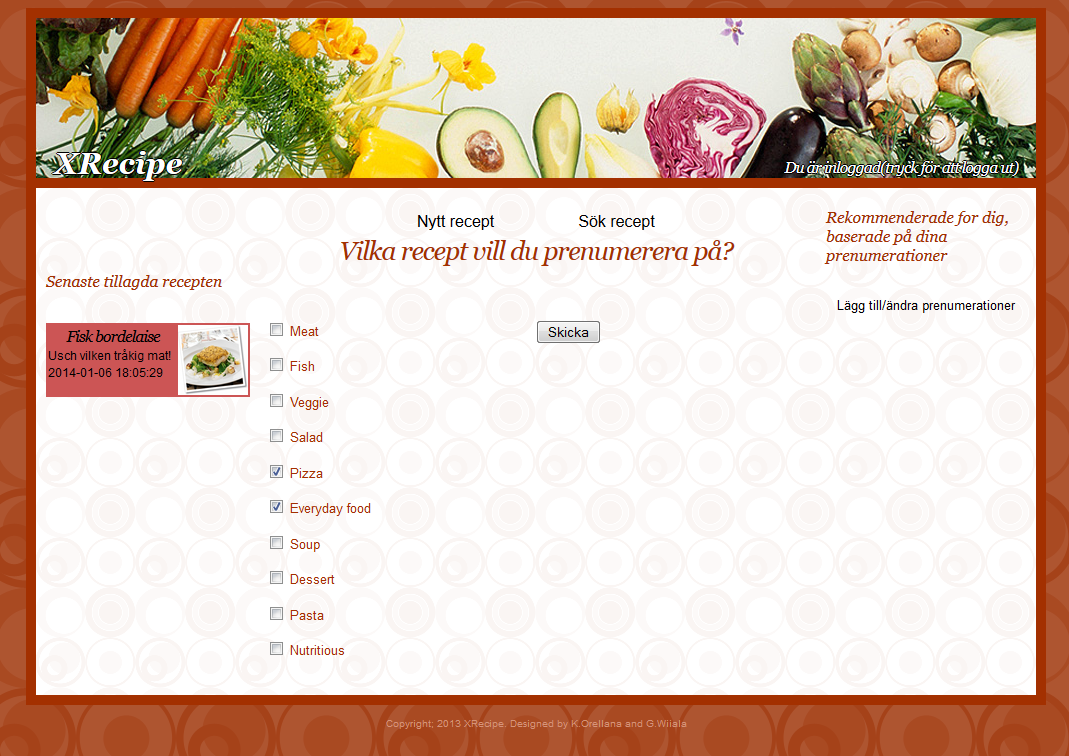 XRecipe
Du är inloggad(tryck för att logga ut)
Nytt recept
Sök recept
Vilka recept vill du prenumerera på?
Rekommenderade for dig,
baserade på dina
prenumerationer
Senaste tillagda recepten
Lägg till/ändra prenumerationer
Fisk bordelaise
Usch vilken tråkig mat!
2014-01-06 18:05:29
Meat
Fish
Veggie
Salad
Pizza
Everyday food
Soup
Dessert
Pasta
Nutritious
Skicka
Copyright; 2013 XRecipe. Designed by K.Orellana and G.Wiiala